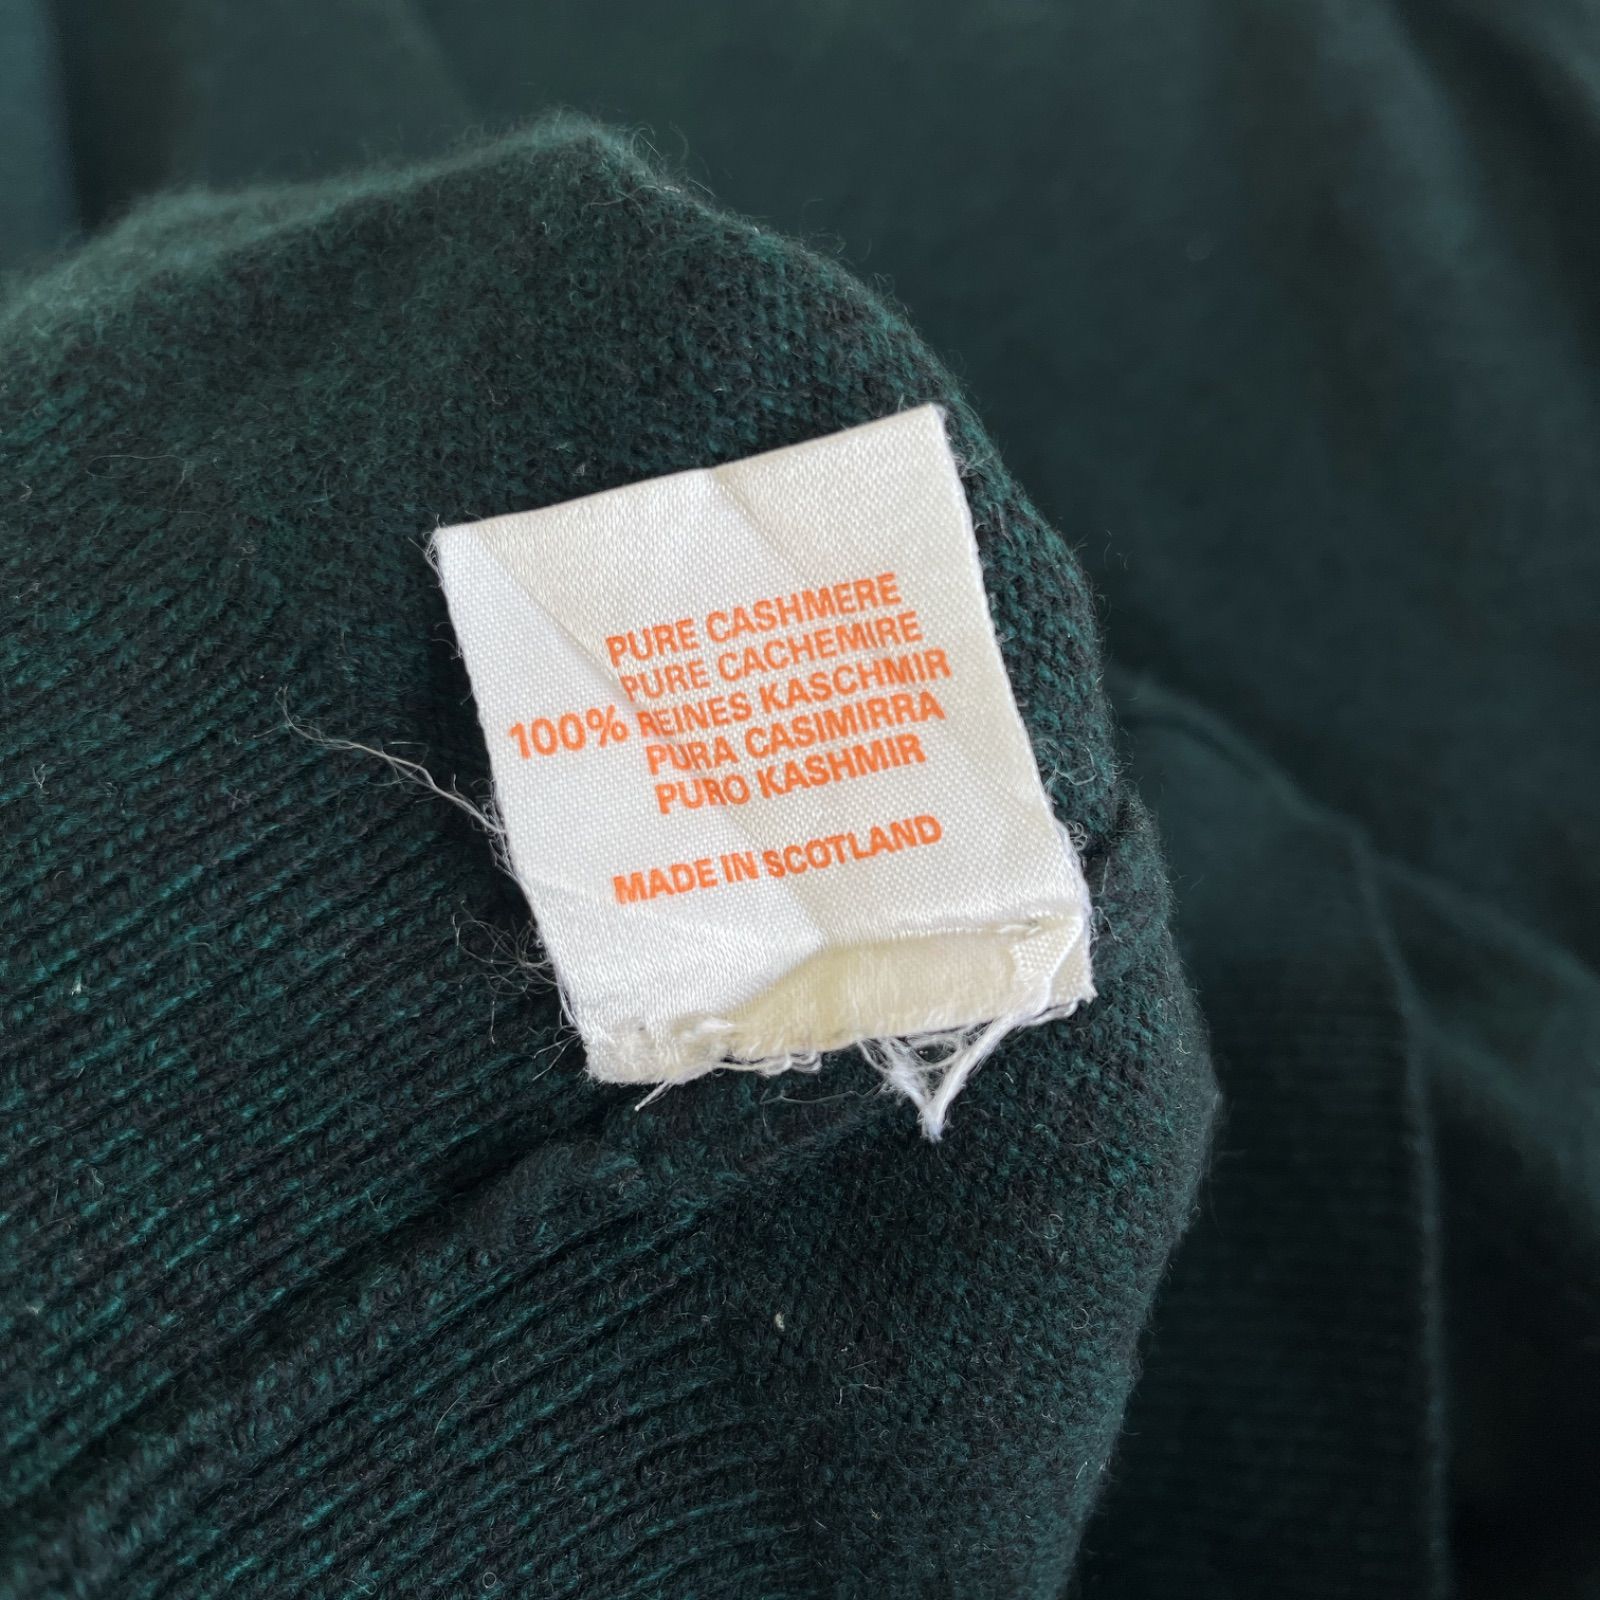 PURE CASHMERE
PURE CACHEMIRE
100% REINES KASCHMIR
PURA CASIMIRRA
PURO KASHMIR
MADE IN SCOTLAND